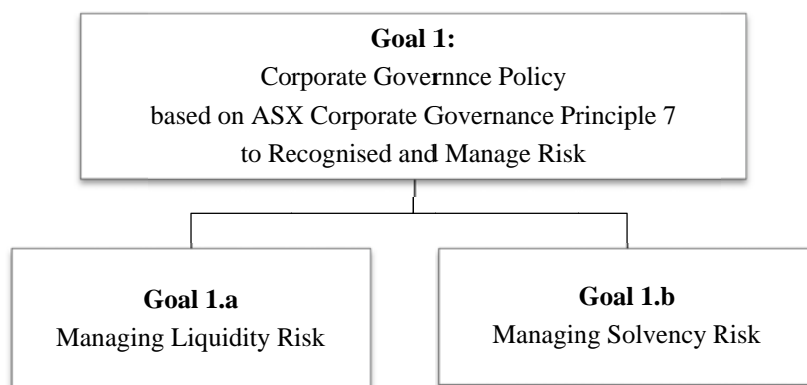 Goal 1:
Corporate Governnce Policy
based on ASX Corporate Governance Principle 7
to Recognised and Manage Risk
Goal 1.a
Managing Liquidity Risk
Goal 1.b
Managing Solvency Risk